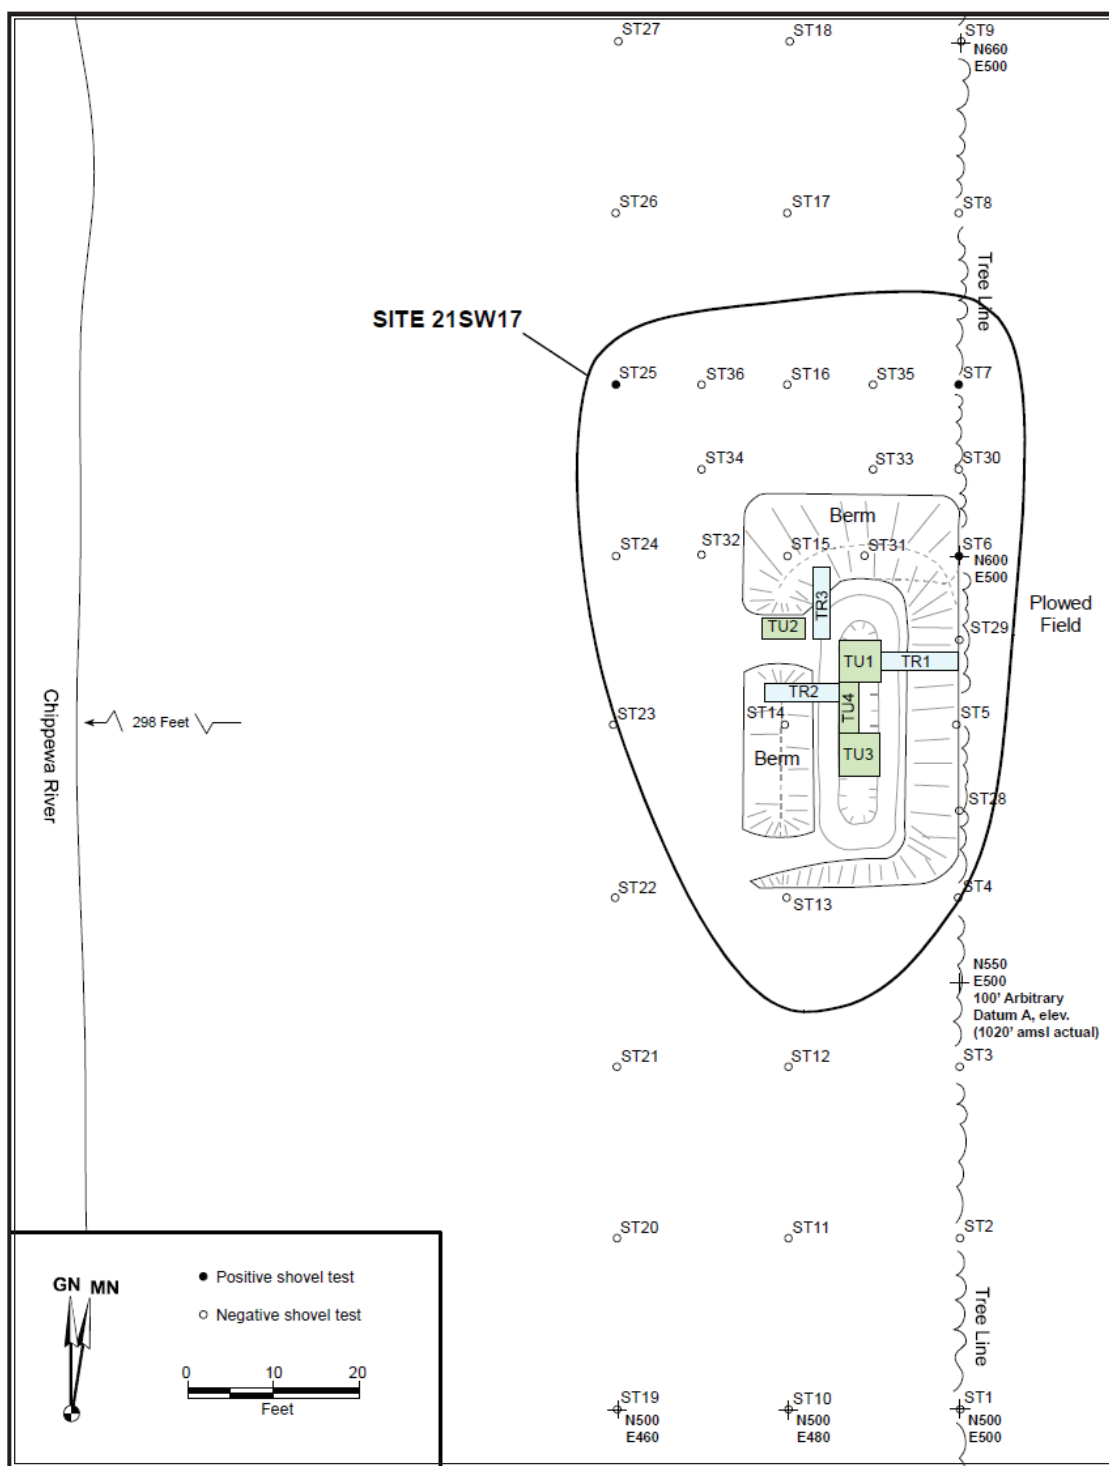 ST27
ST18
ST9
N660
E500
ST26
ST17
ST8
Tree Line
SITE 21SW17
ST25
ST36
ST16
ST35
ST7
ST34
ST33
ST30
Berm
ST24
ST32
ST15
ST31
ST6
N600
E500
Plowed
Field
TR3
TU2
ST29
TU1
TR1
TR2
TU4
Chippewa River
298 Feet
ST23
ST14
ST5
Berm
TU3
ST28
ST22
ST13
ST4
N550
E500
100' Arbitrary
Datum A, elev.
(1020' amsl actual)
ST21
ST12
ST3
ST20
ST11
ST2
Tree Line
GN MN
Positive shovel test
Negative shovel test
0 10 20
Feet
ST19
N500
E460
ST10
N500
E480
ST1
N500
E500